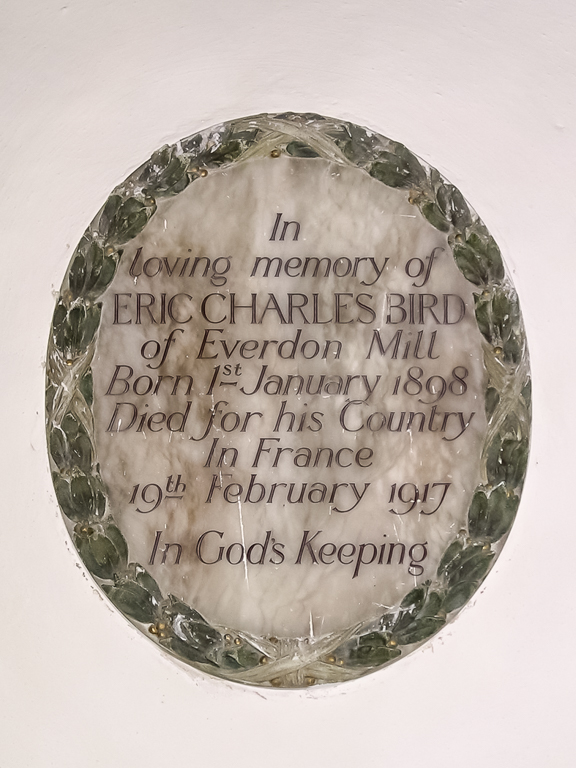 In
loving memory of
ERIC CHARLES BIRD
of Everdon Mill
Born 1st January 1898
Died for his Country
In France
19th February 1917
In God's Keeping